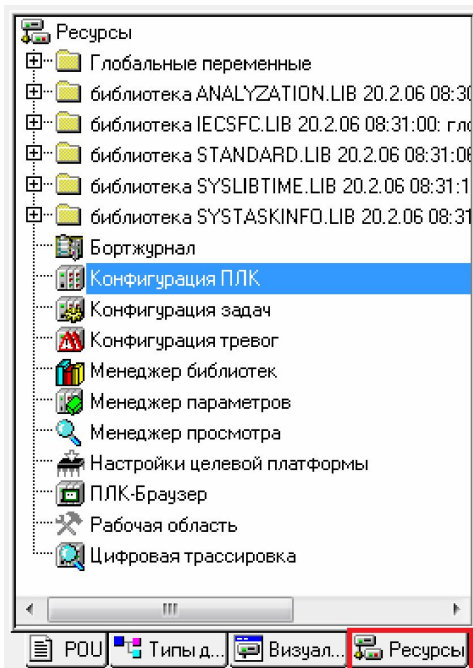 Ресурсы
Глобальные переменные
библиотека ANALYZATION.LIB 20.2.06 08:30
библиотека IECSFC.LIB 20.2.06 08:31:00: гло
библиотека STANDARD.LIB 20.2.06 08:31:06
библиотека SYSLIBTIME.LIB 20.2.06 08:31:1
библиотека SYSTASKINFO.LIB 20.2.06 08:31
Бортжурнал
Конфигурация ПЛК
Конфигурация задач
Конфигурация тревог
Менеджер библиотек
Менеджер параметров
Менеджер просмотра
Настройки целевой платформы
ПЛК-Браузер
Рабочая область
Цифровая трассировка
POU Типы д... Визуал... Ресурсы